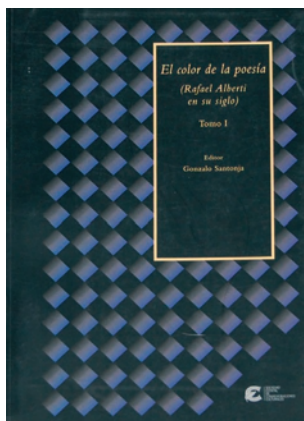 El color de la poesía
(Rafael Alberti
en su siglo)
Tomo I
Editor
Gonzalo Santonja